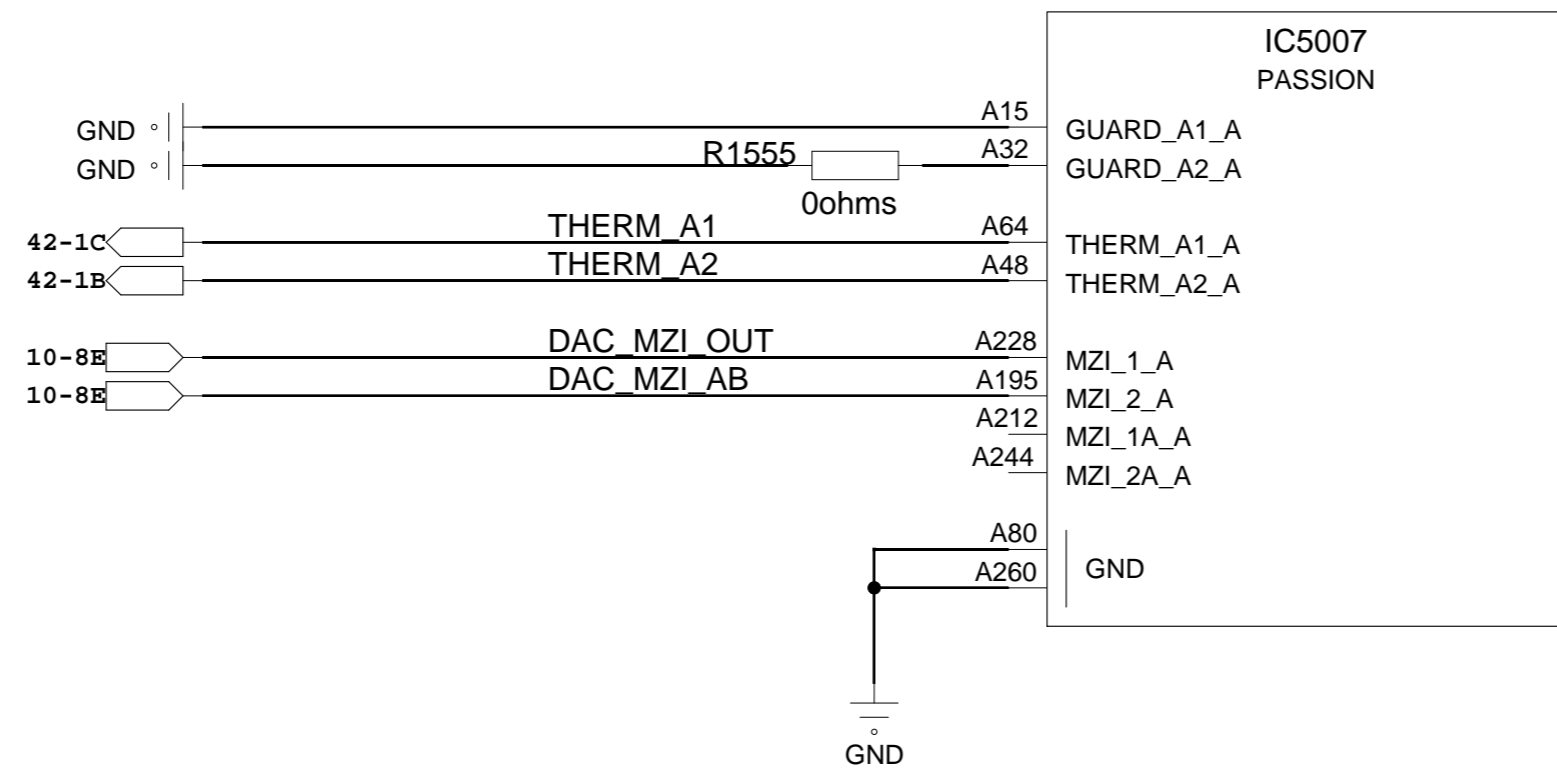 IC5007
PASSION
GND
A15
GUARD_A1_A
GND
R1555
A32
GUARD_A2_A
0ohms
42-1C
THERM_A1
A64
THERM_A1_A
42-1B
THERM_A2
A48
THERM_A2_A
10-8E
DAC_MZI_OUT
A228
MZI_1_A
10-8E
DAC_MZI_AB
A195
MZI_2_A
A212
MZI_1A_A
A244
MZI_2A_A
A80
A260
GND
GND